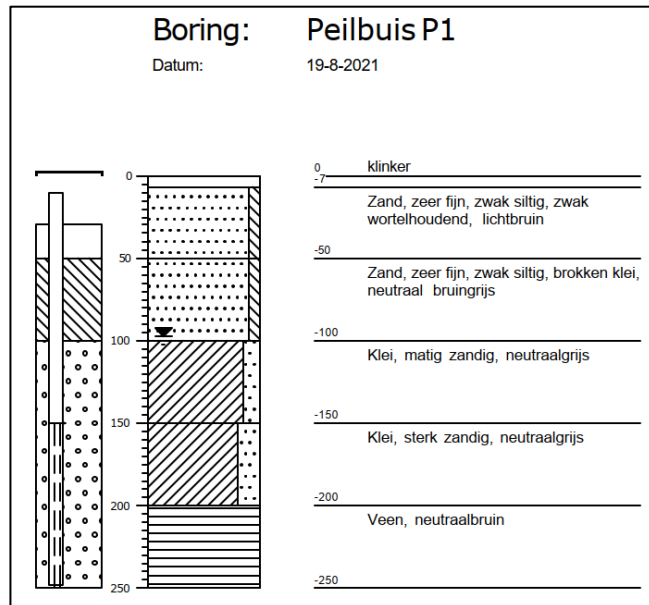 Boring: Peilbuis P1
Datum: 19-8-2021
0
50
100
150
200
250
0 klinker
-7
Zand, zeer fijn, zwak siltig, zwak
wortelhoudend, lichtbruin
-50
Zand, zeer fijn, zwak siltig, brokken klei,
neutraal bruingrijs
-100
Klei, matig zandig, neutraalgrijs
-150
Klei, sterk zandig, neutraalgrijs
-200
Veen, neutraalbruin
-250